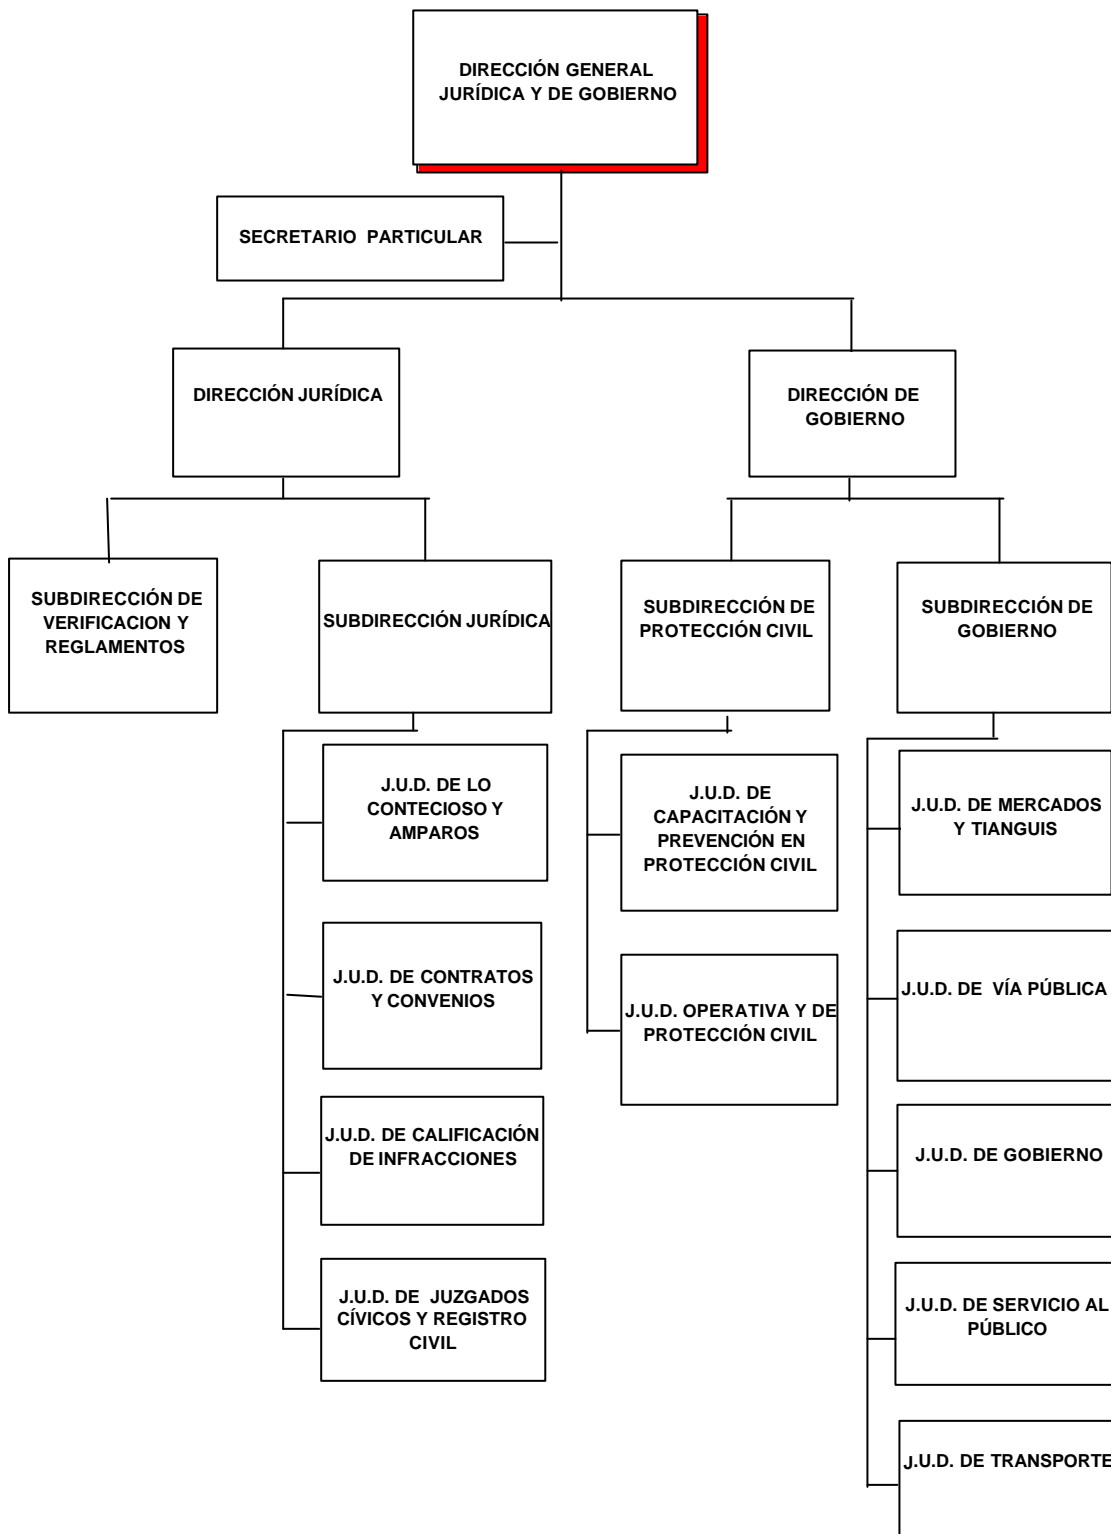 DIRECCIÓN GENERAL
JURÍDICA Y DE GOBIERNO
SECRETARIO PARTICULAR
DIRECCIÓN JURÍDICA
DIRECCIÓN DE
GOBIERNO
SUBDIRECCIÓN DE
VERIFICACION Y
REGLAMENTOS
SUBDIRECCIÓN JURÍDICA
SUBDIRECCIÓN DE
PROTECCIÓN CIVIL
SUBDIRECCIÓN DE
GOBIERNO
J.U.D. DE LO
CONTECIOSO Y
AMPAROS
J.U.D. DE CONTRATOS
Y CONVENIOS
J.U.D. DE CALIFICACIÓN
DE INFRACCIONES
J.U.D. DE JUZGADOS
CÍVICOS Y REGISTRO
CIVIL
J.U.D. DE
CAPACITACIÓN Y
PREVENCIÓN EN
PROTECCIÓN CIVIL
J.U.D. OPERATIVA Y DE
PROTECCIÓN CIVIL
J.U.D. DE MERCADOS
Y TIANGUIS
J.U.D. DE VÍA PÚBLICA
J.U.D. DE GOBIERNO
J.U.D. DE SERVICIO AL
PÚBLICO
J.U.D. DE TRANSPORTE